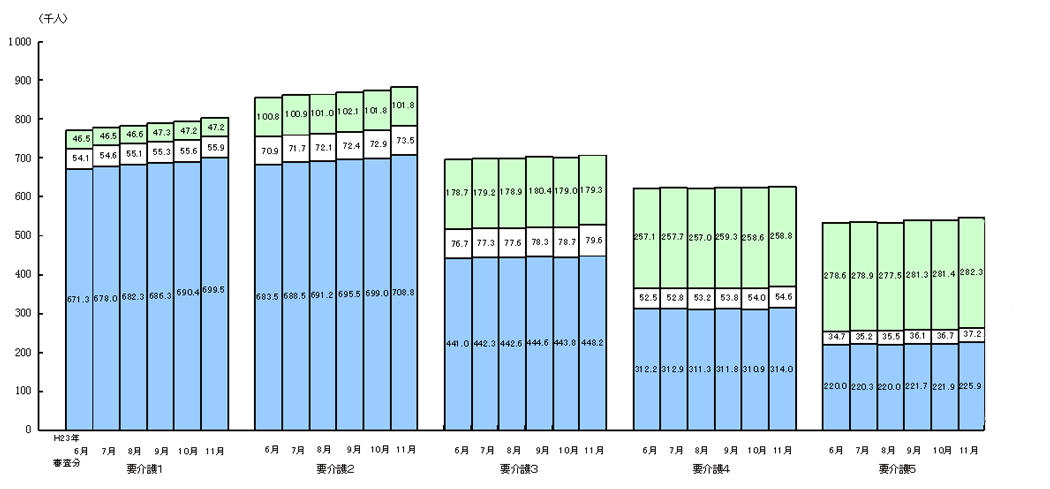 （千人）
1000
900
800
700
600
500
400
300
200
100
0
46.5 46.5 46.6 47.3 47.2 47.2
54.1 54.6 55.1 55.3 55.6 55.9
671.3 678.0 682.3 686.3 690.4 699.5
100.8 100.9 101.0 102.1 101.8 101.8
70.9 71.7 72.1 72.4 72.9 73.5
683.5 688.5 691.2 695.5 699.0 708.8
178.7 179.2 178.9 180.4 179.0 179.3
76.7 77.3 77.6 78.3 78.7 79.6
441.0 442.3 442.6 444.6 443.8 448.2
257.1 257.7 257.0 259.3 258.6 258.8
52.5 52.8 53.2 53.8 54.0 54.6
312.2 312.9 311.3 311.8 310.9 314.0
278.6 278.9 277.5 281.3 281.4 282.3
34.7 35.2 35.5 36.1 36.7 37.2
220.0 220.3 220.0 221.7 221.9 225.9
H23年
6月 7月 8月 9月 10月 11月 6月 7月 8月 9月 10月 11月 6月 7月 8月 9月 10月 11月 6月 7月 8月 9月 10月 11月 6月 7月 8月 9月 10月 11月
審査分
要介護1 要介護2 要介護3 要介護4 要介護5